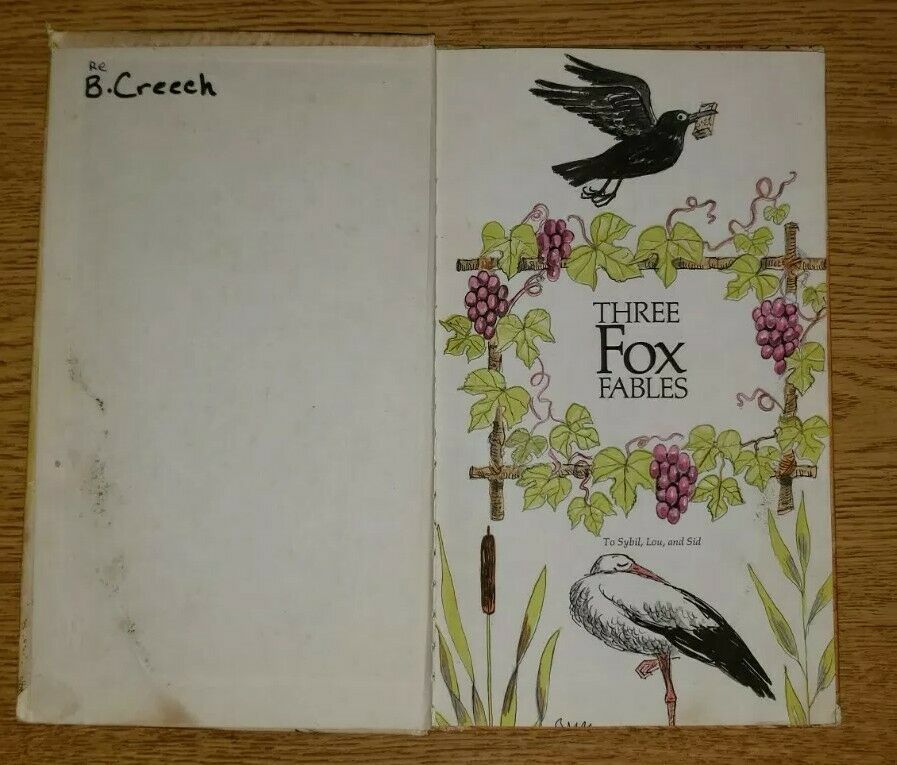 Re
B. Creech
THREE
FOX
FABLES
To Sybil, Lou, and Sid